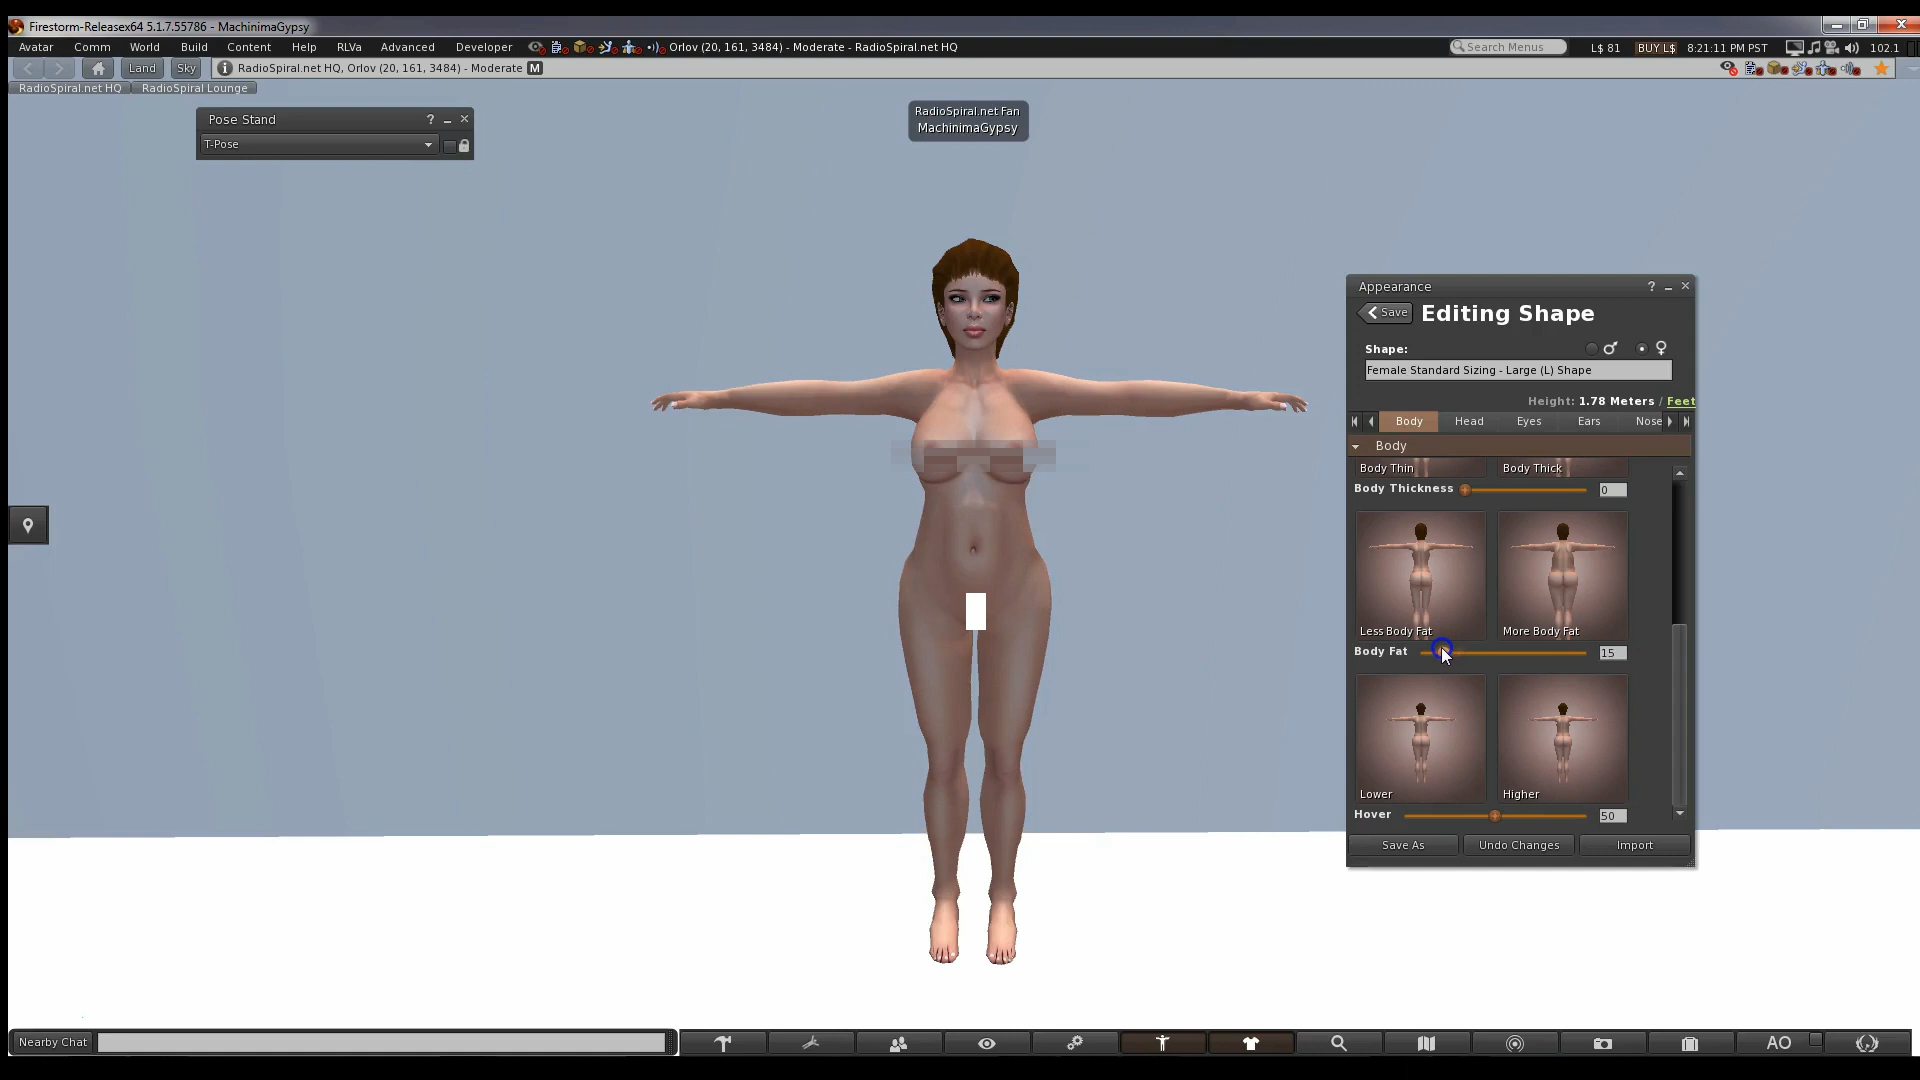 Firestorm-Releasex64 5.1.7.55786 - MachinimaGypsy
Avatar Comm World Build Content Help RLVa Advanced Developer Orlov (20, 161, 3484) - Moderate - RadioSpiral.net HQ Search Menus L$ 81 BUY L$ 8:21:11 PM PST 102.1
Land Sky RadioSpiral.net HQ, Orlov (20, 161, 3484) - Moderate M
RadioSpiral.net HQ RadioSpiral Lounge
Pose Stand ?
T-Pose
RadioSpiral.net Fan
MachinimaGypsy
Appearance ?
Save Editing Shape
Shape:
Female Standard Sizing - Large (L) Shape
Height: 1.78 Meters / Feet
Body Head Eyes Ears Nose
Body
Body Thin Body Thick
Body Thickness 0
Less Body Fat More Body Fat
Body Fat 15
Lower Higher
Hover 50
Save As Undo Changes Import
Nearby Chat AO